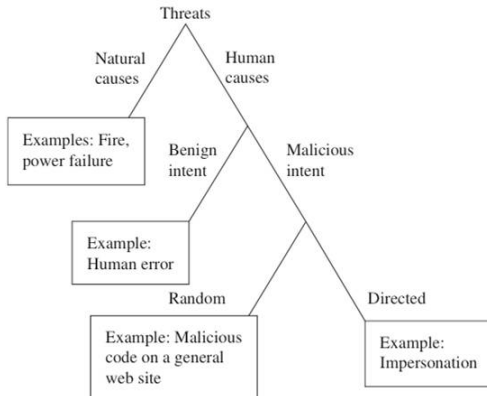 Threats
Natural
causes
Human
causes
Examples: Fire,
power failure
Benign
intent
Malicious
intent
Example:
Human error
Random
Directed
Example: Malicious
code on a general
web site
Example:
Impersonation